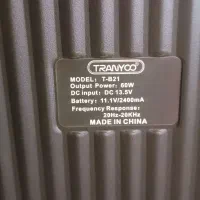 TRANYOO
MODEL: T-B21
Output Power: 60W
DC input: DC 13.5V
Battery: 11.1V/2400mA
Frequency Response:
20Hz-20KHz
MADE IN CHINA